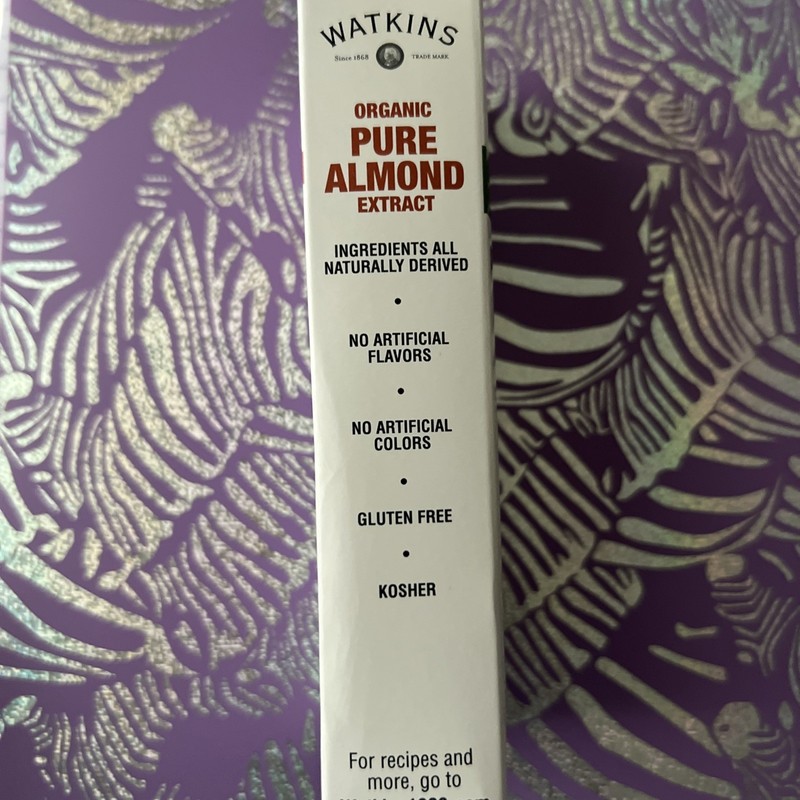 WATKINS
Since 1868 TRADE MARK
ORGANIC
PURE
ALMOND
EXTRACT
INGREDIENTS ALL
NATURALLY DERIVED
•
NO ARTIFICIAL
FLAVORS
•
NO ARTIFICIAL
COLORS
•
GLUTEN FREE
•
KOSHER
For recipes and
more, go to